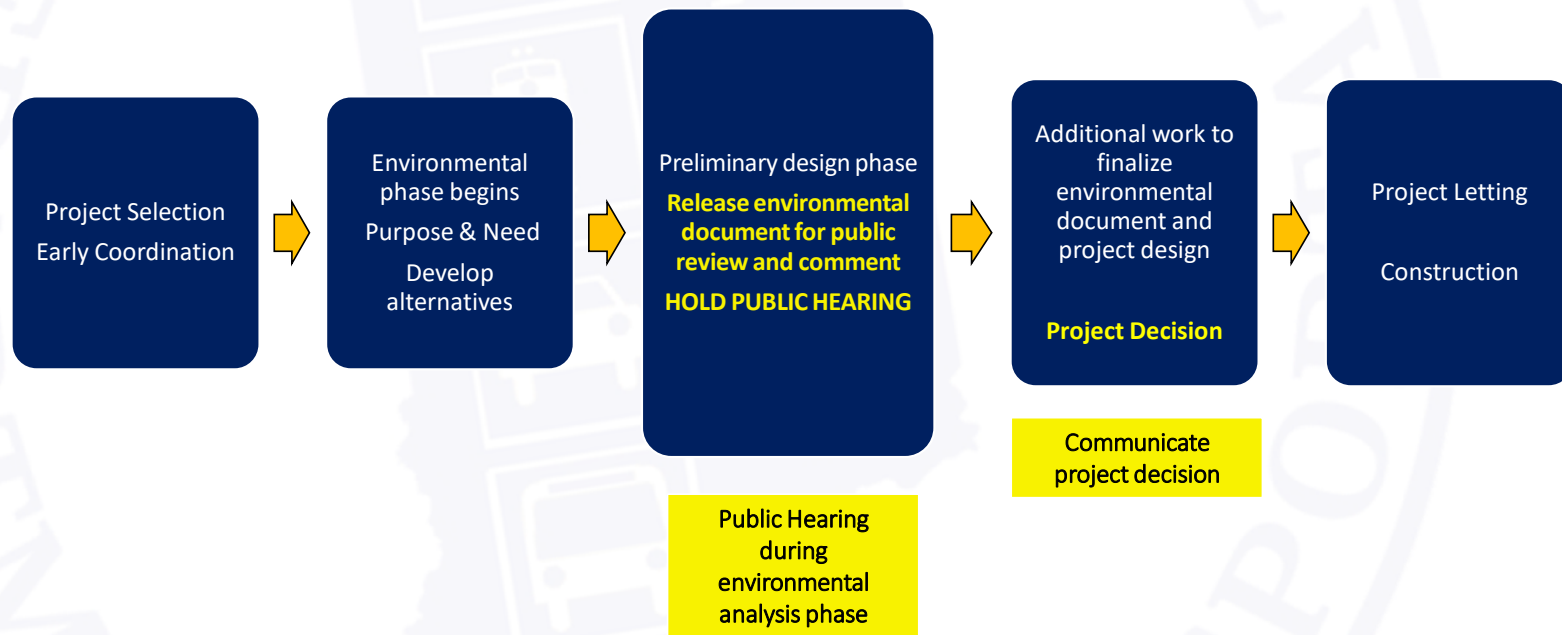 Project Selection
Early Coordination
Environmental
phase begins
Purpose & Need
Develop
alternatives
Preliminary design phase
Release environmental
document for public
review and comment
HOLD PUBLIC HEARING
Additional work to
finalize
environmental
document and
project design
Project Decision
Project Letting
Construction
Communicate
project decision
Public Hearing
during
environmental
analysis phase